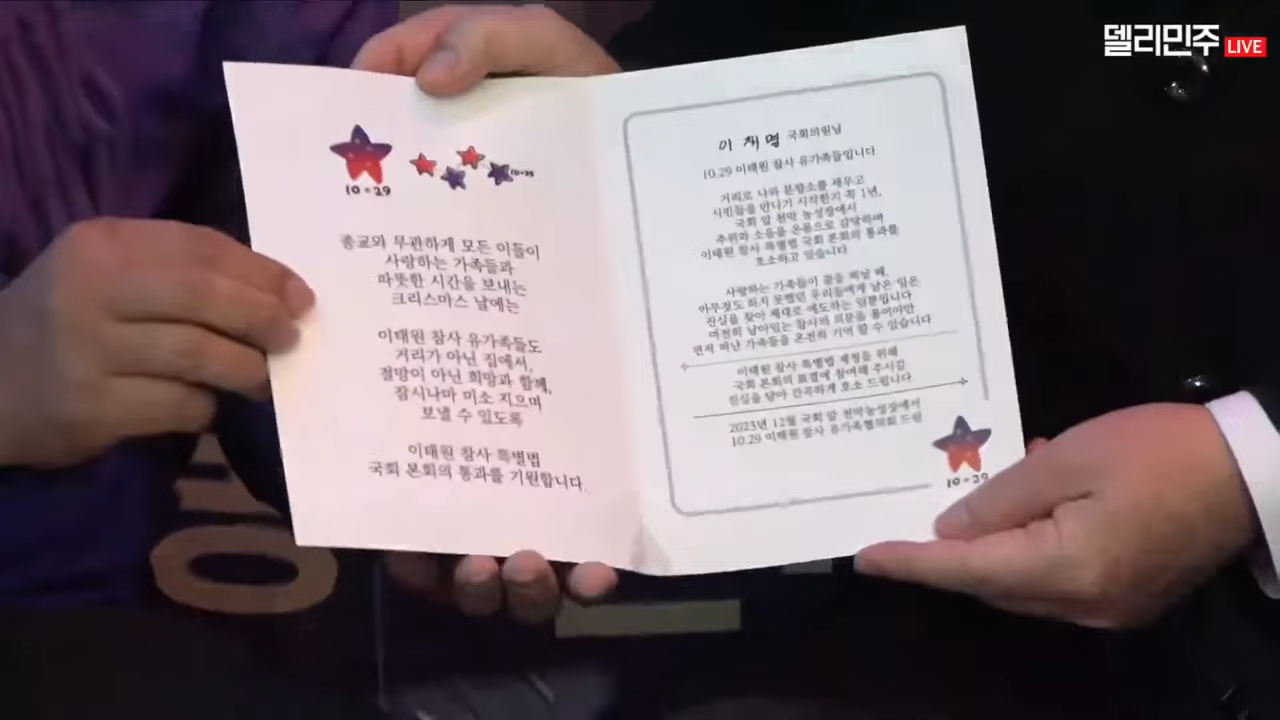 델리민주 LIVE
10 • 29
10•29
종교와 무관하게 모든 이들이
사랑하는 가족들과
따뜻한 시간을 보내는
크리스마스 날에는
이태원 참사 유가족들도
거리가 아닌 집에서,
절망이 아닌 희망과 함께,
잠시나마 미소 지으며
보낼 수 있도록
이태원 참사 특별법
국회 본회의 통과를 기원합니다.
이재명 국회의원님
10.29 이태원 참사 유가족들입니다
거리로 나와 분향소를 세우고
시민들을 만나기 시작한지 꼭 1년,
국회 앞 천막 농성장에서
추위와 소음을 온몸으로 감당하며
이태원 참사 특별법 국회 본회의 통과를
호소하고 있습니다
사랑하는 가족들이 곁을 떠날 때,
아무것도 하지 못했던 우리들에게 남은 일은
진실을 찾아 제대로 애도하는 일뿐입니다
여전히 남아있는 참사의 의문을 풀어야만
먼저 떠난 가족들을 온전히 기억 할 수 있습니다
이태원 참사 특별법 제정을 위해
국회 본회의 표결에 참여해 주시길
진심을 담아 간곡하게 호소 드립니다
2023년 12월 국회 앞 천막농성장에서
10.29 이태원 참사 유가족협의회 드림
10 • 29